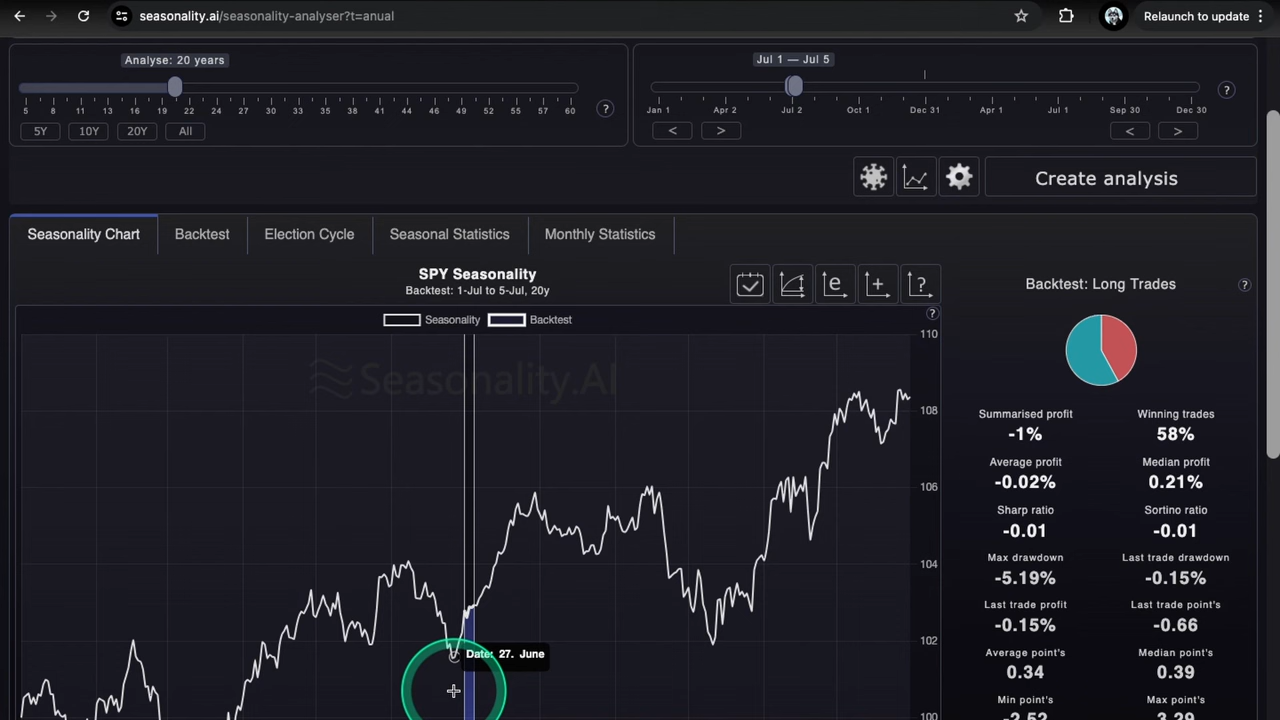 seasonality.ai/seasonality-analyser?t=anual
Relaunch to update
Analyse: 20 years
5 8 11 13 16 19 22 24 27 30 33 35 38 41 44 46 49 52 55 57 60
?
5Y 10Y 20Y All
Jul 1 — Jul 5
Jan 1 Apr 2 Jul 2 Oct 1 Dec 31 Apr 1 Jul 1 Sep 30 Dec 30
?
< > < >
Create analysis
Seasonality Chart Backtest Election Cycle Seasonal Statistics Monthly Statistics
SPY Seasonality
Backtest: 1-Jul to 5-Jul, 20y
e + ?
Seasonality Backtest
?
Seasonality.AI
110
108
106
104
102
100
Date: 27. June
Backtest: Long Trades
?
Summarised profit Winning trades
-1% 58%
Average profit Median profit
-0.02% 0.21%
Sharp ratio Sortino ratio
-0.01 -0.01
Max drawdown Last trade drawdown
-5.19% -0.15%
Last trade profit Last trade point's
-0.15% -0.66
Average point's Median point's
0.34 0.39
Min point's Max point's
-2.52 3.29